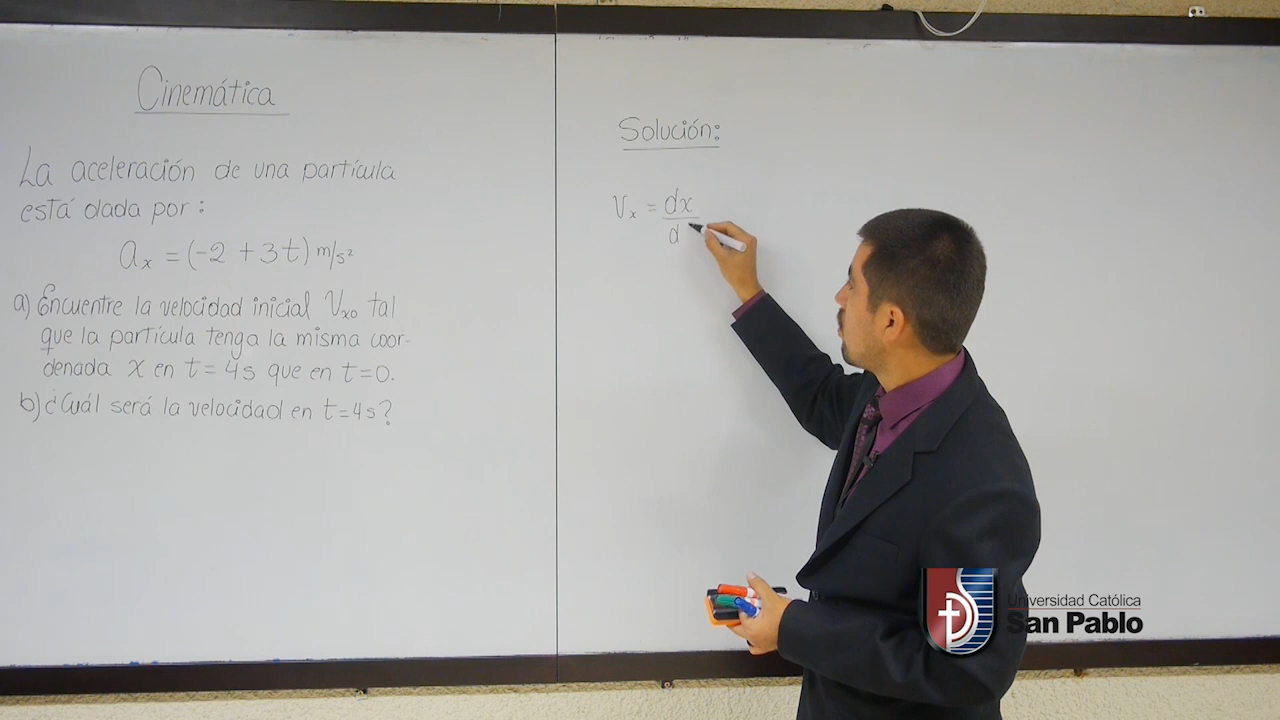 Cinemática
La aceleración de una partícula
está dada por:
aₓ = (-2 + 3t) m/s²
a) Encuentre la velocidad inicial Vₓ₀ tal
que la partícula tenga la misma coor-
denada x en t = 4s que en t=0.
b) ¿Cuál será la velocidad en t=4s?
Solución:
Vₓ = dx
d
Universidad Católica
San Pablo